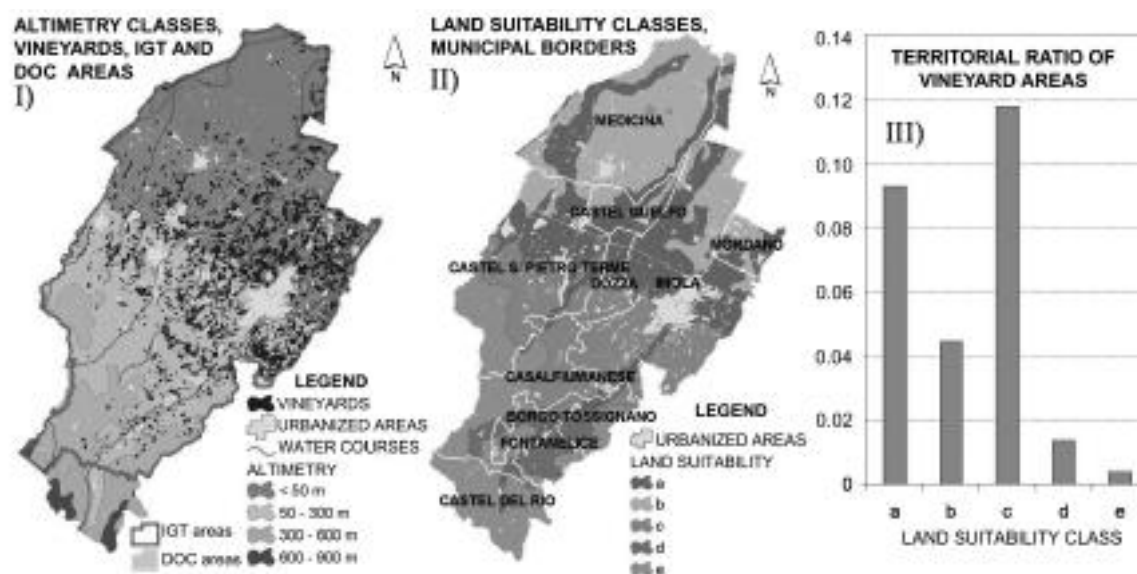 ALTIMETRY CLASSES,
VINEYARDS, IGT AND
DOC AREAS
I)
N
LEGEND
VINEYARDS
URBANIZED AREAS
WATER COURSES
ALTIMETRY
< 50 m
50 - 300 m
300 - 600 m
600 - 900 m
IGT areas
DOC areas
LAND SUITABILITY CLASSES,
MUNICIPAL BORDERS
II)
N
MEDICINA
CASTEL GUELFO
MORDANO
CASTEL S. PIETRO TERME
DOZZA
IMOLA
CASALFIUMANESE
BORGO TOSSIGNANO
FONTANELICE
CASTEL DEL RIO
LEGEND
URBANIZED AREAS
LAND SUITABILITY
a
b
c
d
e
TERRITORIAL RATIO OF
VINEYARD AREAS
III)
0.14
0.12
0.10
0.08
0.06
0.04
0.02
0
a b c d e
LAND SUITABILITY CLASS